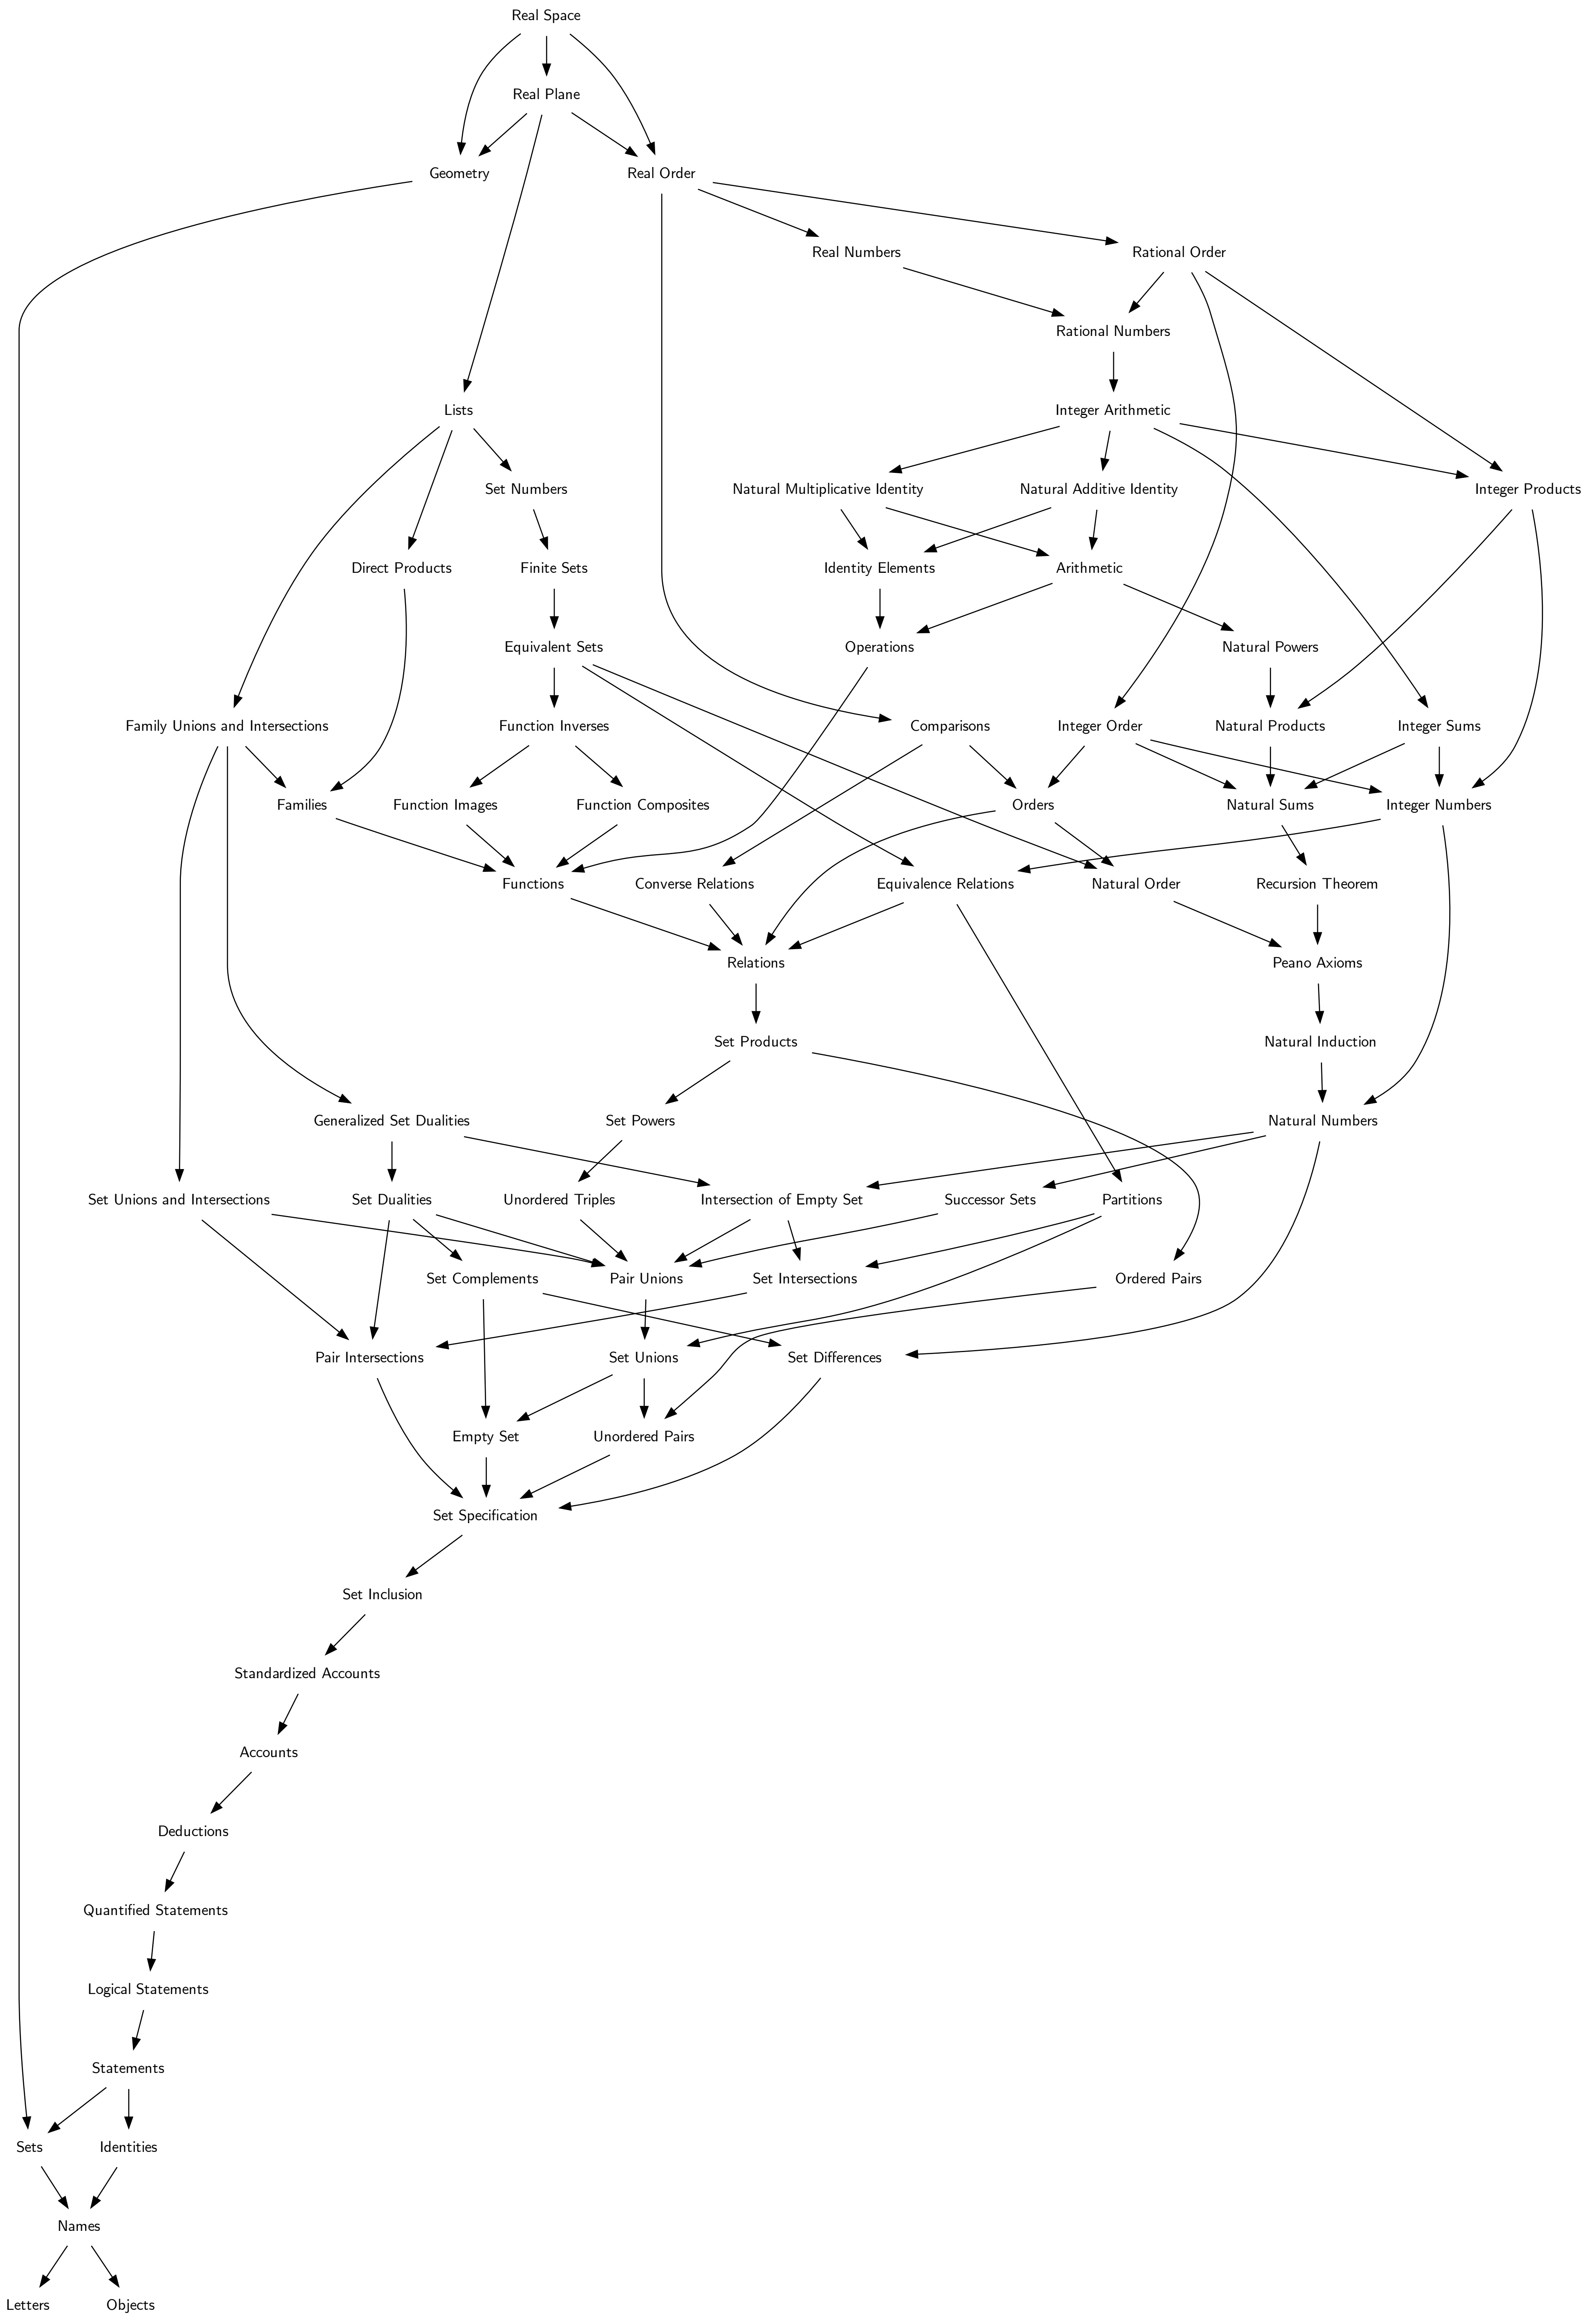 Real Space
Real Plane
Geometry
Real Order
Real Numbers
Rational Order
Rational Numbers
Lists
Integer Arithmetic
Set Numbers
Natural Multiplicative Identity
Natural Additive Identity
Integer Products
Direct Products
Finite Sets
Identity Elements
Arithmetic
Equivalent Sets
Operations
Natural Powers
Family Unions and Intersections
Function Inverses
Comparisons
Integer Order
Natural Products
Integer Sums
Families
Function Images
Function Composites
Orders
Natural Sums
Integer Numbers
Functions
Converse Relations
Equivalence Relations
Natural Order
Recursion Theorem
Relations
Peano Axioms
Set Products
Natural Induction
Generalized Set Dualities
Set Powers
Natural Numbers
Set Unions and Intersections
Set Dualities
Unordered Triples
Intersection of Empty Set
Successor Sets
Partitions
Set Complements
Pair Unions
Set Intersections
Ordered Pairs
Pair Intersections
Set Unions
Set Differences
Empty Set
Unordered Pairs
Set Specification
Set Inclusion
Standardized Accounts
Accounts
Deductions
Quantified Statements
Logical Statements
Statements
Sets
Identities
Names
Letters
Objects